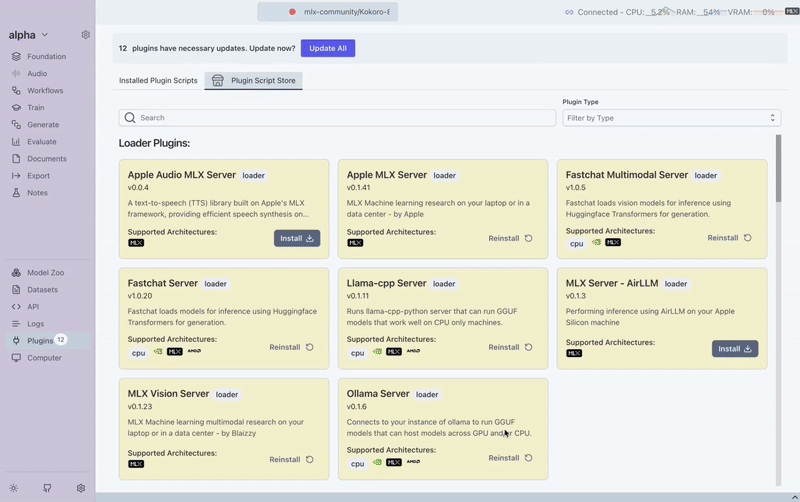 mlx-community/Kokoro-8
Connected - CPU: 5.2% RAM: 54% VRAM: 0% MLX
alpha
12 plugins have necessary updates. Update now? Update All
Foundation
Audio
Workflows
Train
Generate
Evaluate
Documents
Export
Notes
Model Zoo
Datasets
API
Logs
Plugins 12
Computer
Installed Plugin Scripts Plugin Script Store
Plugin Type
Search
Filter by Type
Loader Plugins:
Apple Audio MLX Server loader
v0.0.4
A text-to-speech (TTS) library built on Apple's MLX
framework, providing efficient speech synthesis on...
Supported Architectures:
MLX
Install
Apple MLX Server loader
v0.1.41
MLX Machine learning research on your laptop or in a
data center - by Apple
Supported Architectures:
MLX
Reinstall
Fastchat Multimodal Server loader
v1.0.5
Fastchat loads vision models for inference using
Huggingface Transformers for generation.
Supported Architectures:
cpu MLX
Reinstall
Fastchat Server loader
v1.0.20
Fastchat loads models for inference using Huggingface
Transformers for generation.
Supported Architectures:
cpu MLX AMD
Reinstall
Llama-cpp Server loader
v0.1.11
Runs llama-cpp-python server that can run GGUF
models that work well on CPU only machines.
Supported Architectures:
cpu MLX AMD
Reinstall
MLX Server - AirLLM loader
v0.1.3
Performing inference using AirLLM on your Apple
Silicon machine
Supported Architectures:
MLX
Install
MLX Vision Server loader
v0.1.23
MLX Machine learning multimodal research on your
laptop or in a data center - by Blaizzy
Supported Architectures:
MLX
Reinstall
Ollama Server loader
v0.1.6
Connects to your instance of ollama to run GGUF
models that can host models across GPU and/or CPU.
Supported Architectures:
cpu MLX AMD
Reinstall